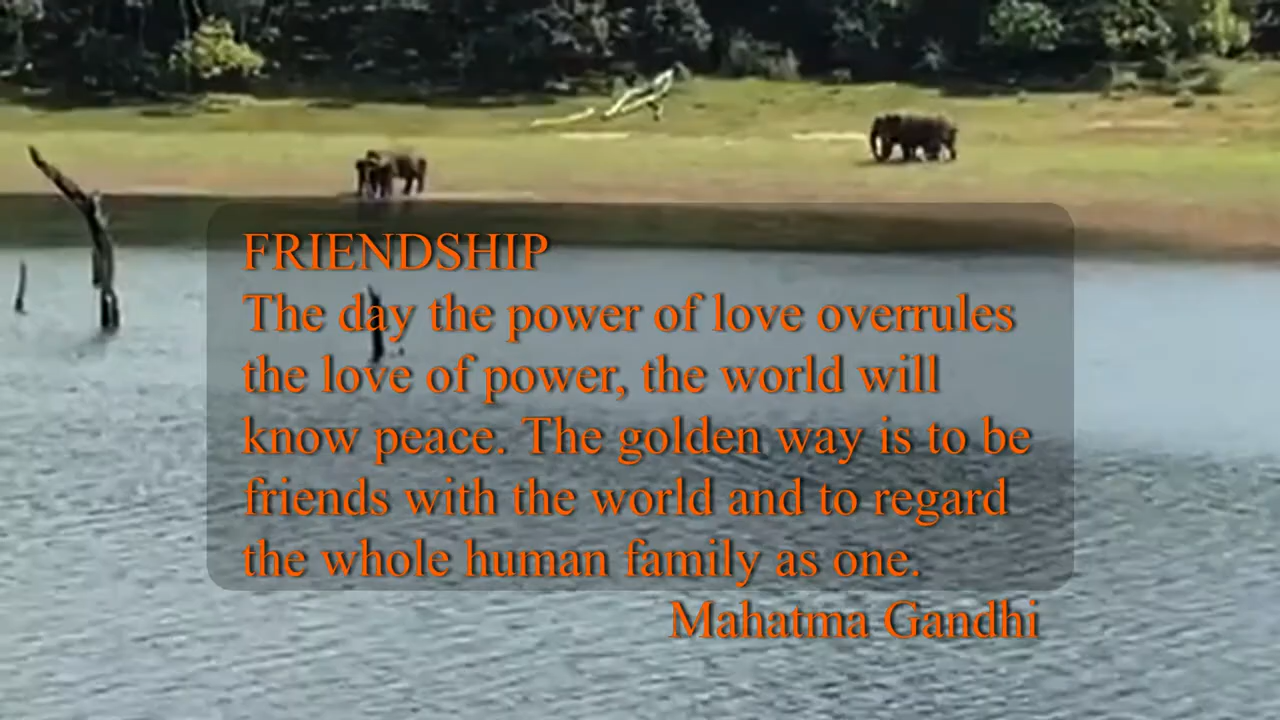 FRIENDSHIP
The day the power of love overrules
the love of power, the world will
know peace. The golden way is to be
friends with the world and to regard
the whole human family as one.
Mahatma Gandhi